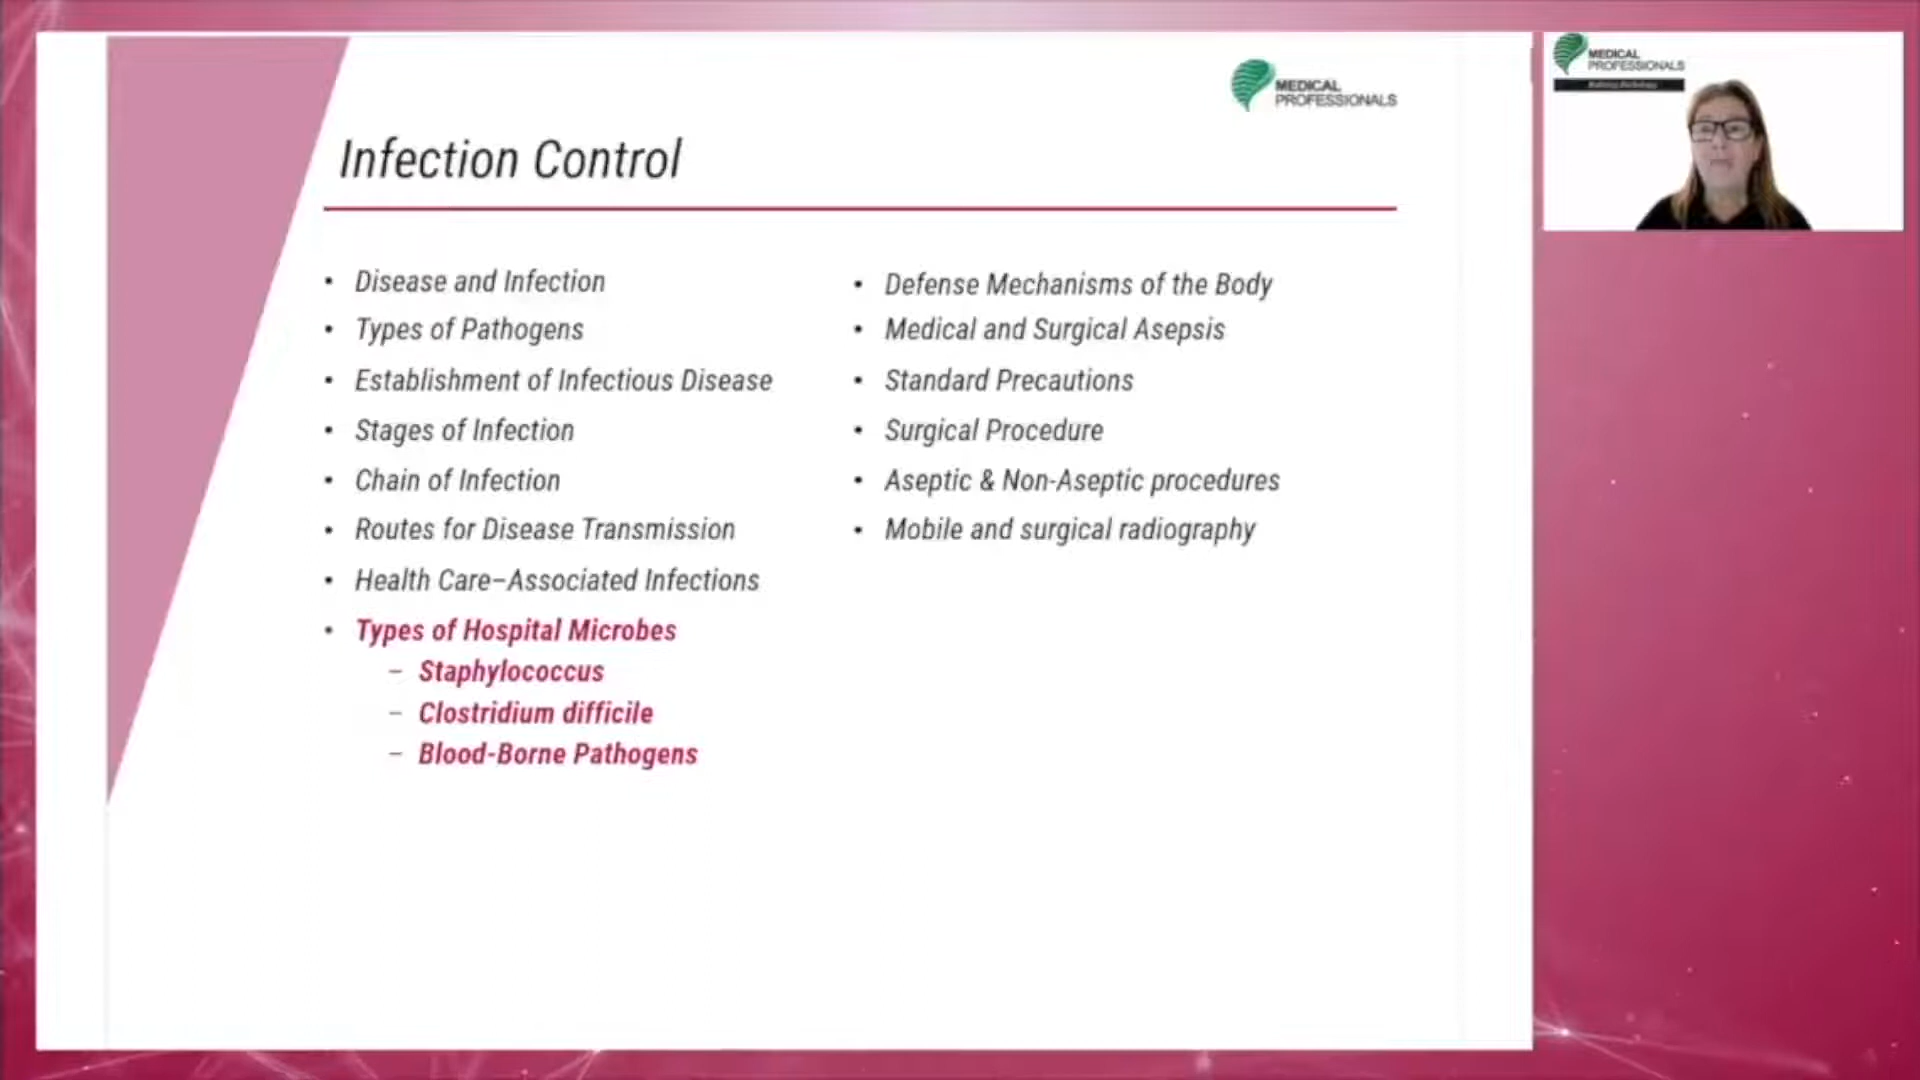 MEDICAL
PROFESSIONALS
Infection Control
• Disease and Infection
• Types of Pathogens
• Establishment of Infectious Disease
• Stages of Infection
• Chain of Infection
• Routes for Disease Transmission
• Health Care–Associated Infections
• Types of Hospital Microbes
– Staphylococcus
– Clostridium difficile
– Blood-Borne Pathogens
• Defense Mechanisms of the Body
• Medical and Surgical Asepsis
• Standard Precautions
• Surgical Procedure
• Aseptic & Non-Aseptic procedures
• Mobile and surgical radiography
MEDICAL
PROFESSIONALS